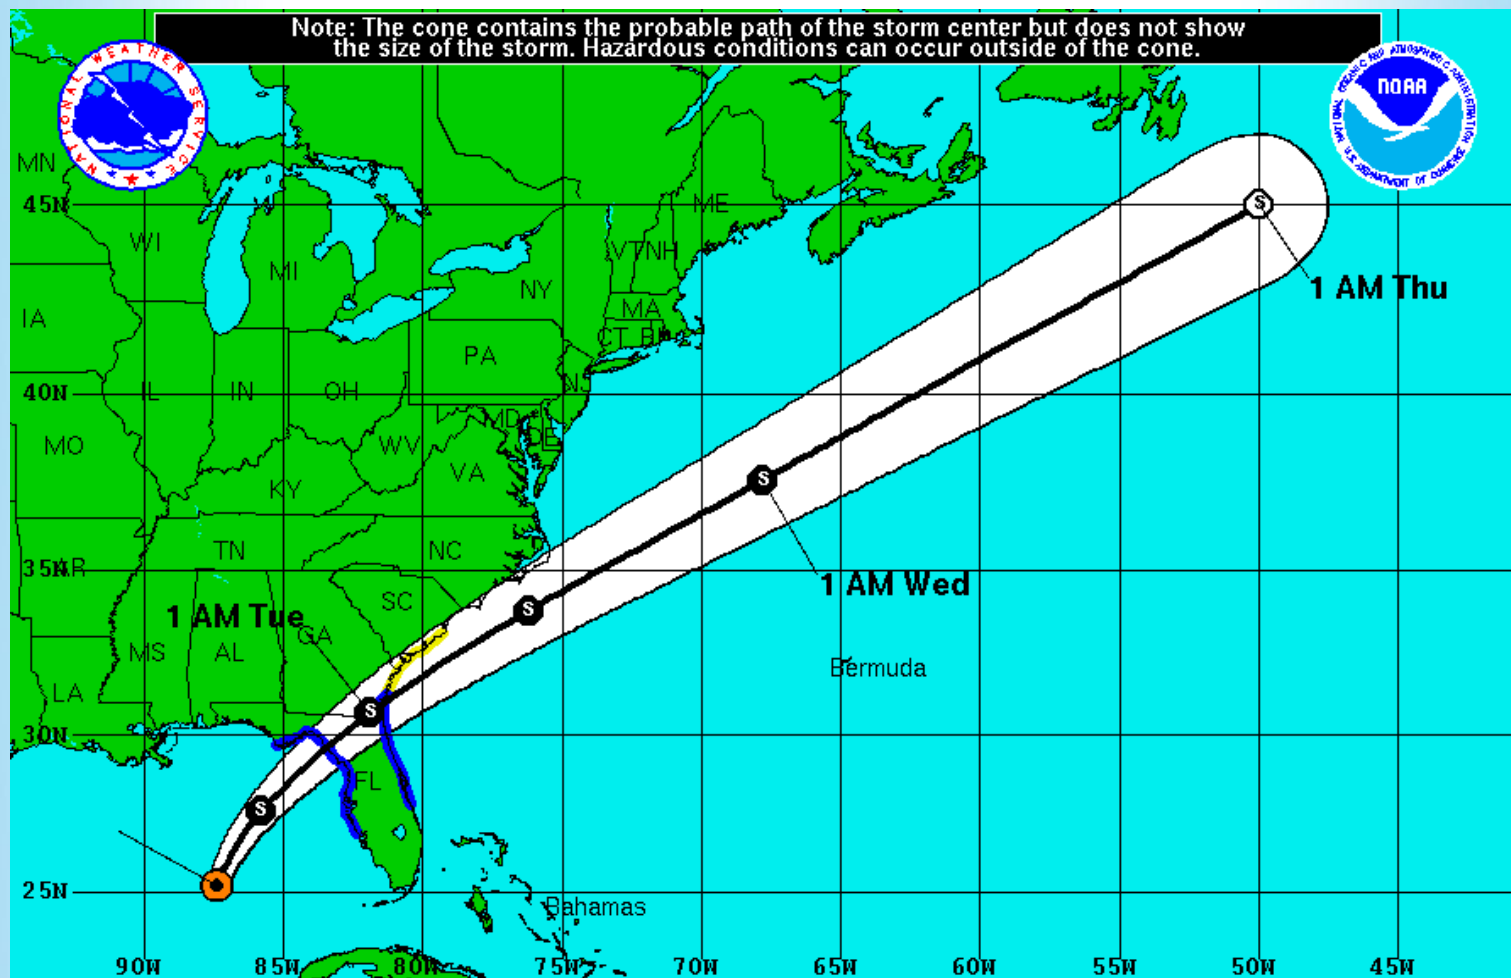 Note: The cone contains the probable path of the storm center but does not show
the size of the storm. Hazardous conditions can occur outside of the cone.
NATIONAL WEATHER SERVICE
NOAA
MN
45N
ME
WI
VT NH
MI
1 AM Thu
NY
IA
MA
CT RI
PA
NJ
40N
IL IN OH
MD
DE
MO
WV
VA
KY
TN
NC
35N
AR
1 AM Wed
SC
1 AM Tue
GA
MS
AL
Bermuda
LA
30N
FL
25N
Bahamas
90W 85W 80W 75W 70W 65W 60W 55W 50W 45W
S
S
S
S
S